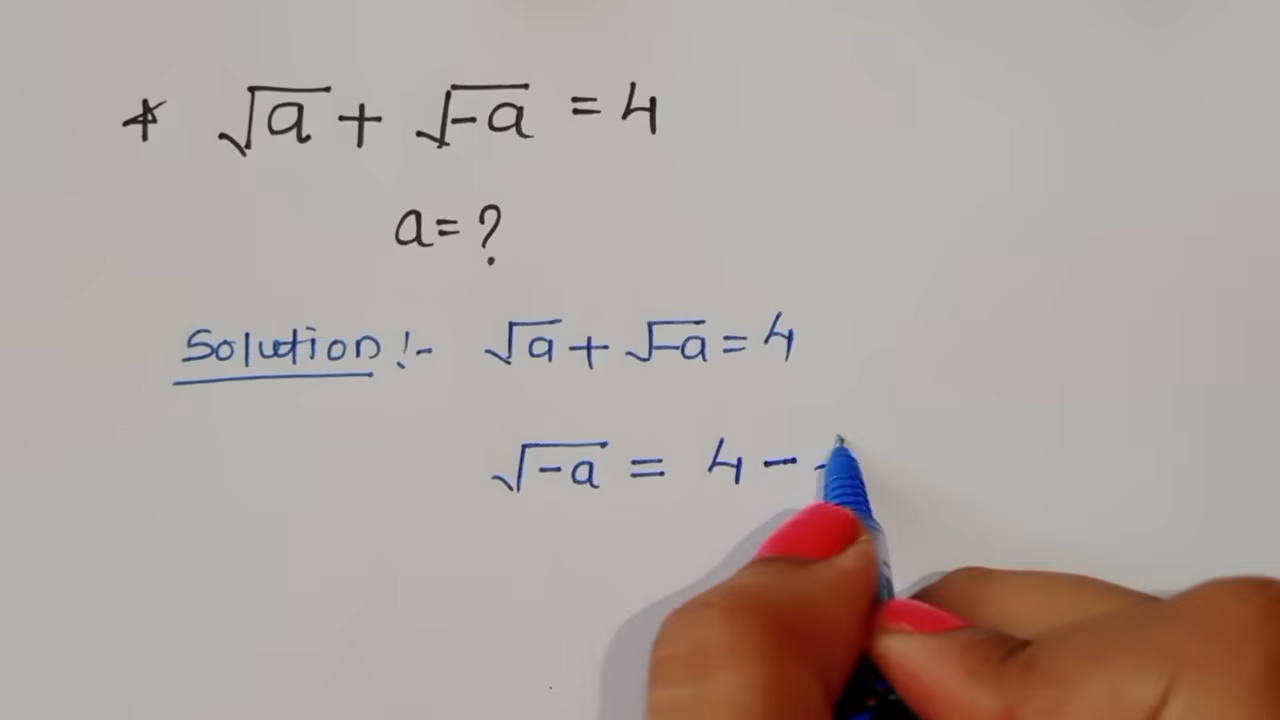 * √a + √-a = 4
a = ?
Solution :- √a + √-a = 4
√-a = 4 -